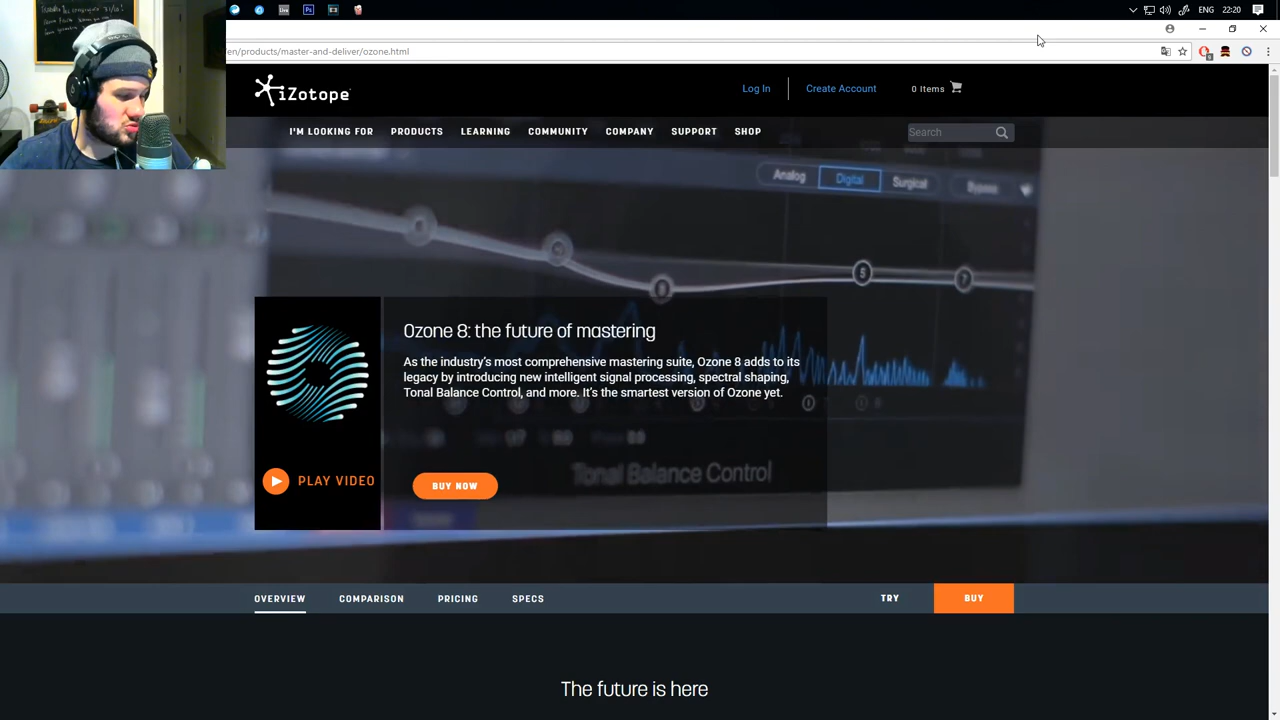 live
Ps
ENG
22:20
en/products/master-and-deliver/ozone.html
iZotope
Log In
Create Account
0 Items
I'M LOOKING FOR
PRODUCTS
LEARNING
COMMUNITY
COMPANY
SUPPORT
SHOP
Search
Analog
Digital
Surgical
Bypass
5
7
Ozone 8: the future of mastering
As the industry's most comprehensive mastering suite, Ozone 8 adds to its
legacy by introducing new intelligent signal processing, spectral shaping,
Tonal Balance Control, and more. It's the smartest version of Ozone yet.
Tonal Balance Control
PLAY VIDEO
BUY NOW
OVERVIEW
COMPARISON
PRICING
SPECS
TRY
BUY
The future is here